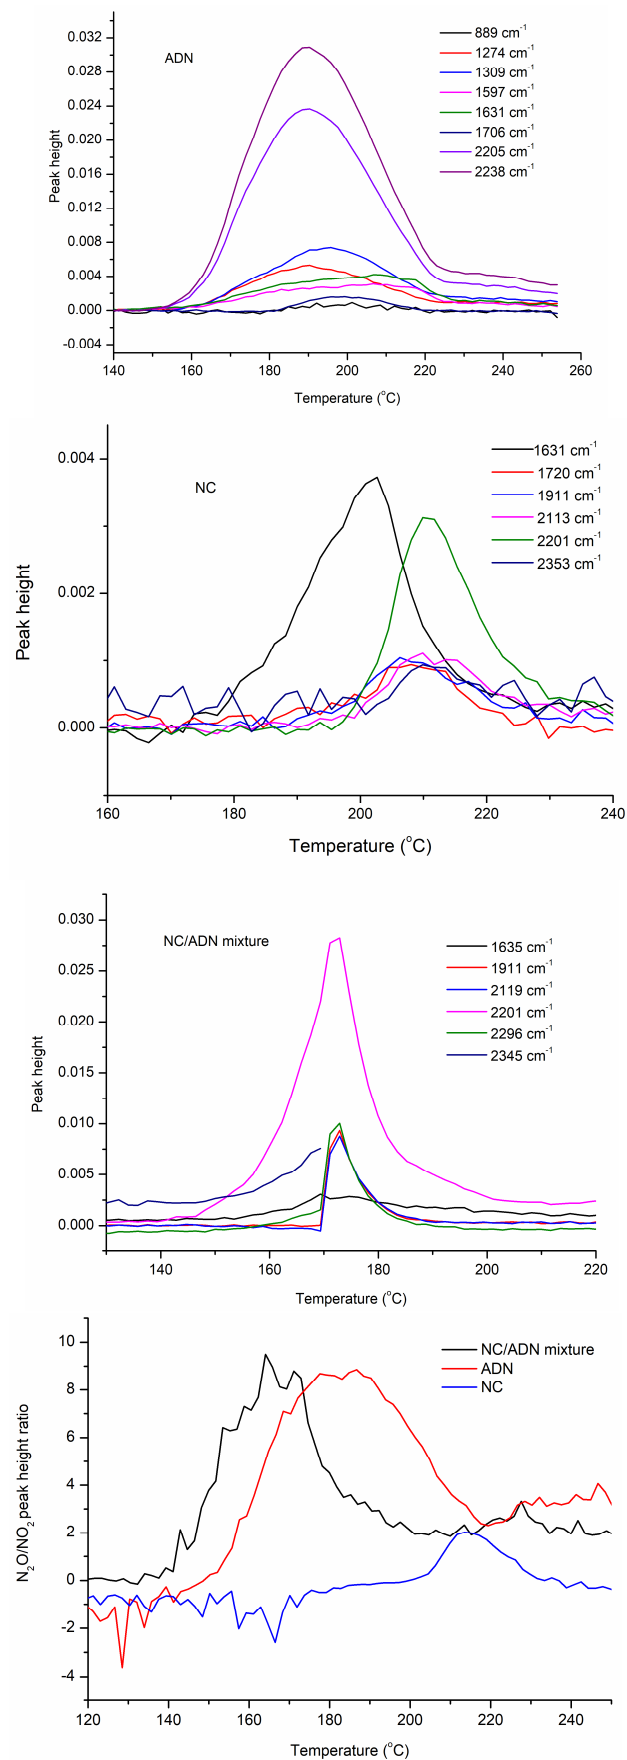 ADN
889 cm-1
1274 cm-1
1309 cm-1
1597 cm-1
1631 cm-1
1706 cm-1
2205 cm-1
2238 cm-1
Peak height
0.032
0.028
0.024
0.020
0.016
0.012
0.008
0.004
0.000
-0.004
140 160 180 200 220 240 260
Temperature (oC)
NC
1631 cm-1
1720 cm-1
1911 cm-1
2113 cm-1
2201 cm-1
2353 cm-1
Peak height
0.004
0.002
0.000
160 180 200 220 240
Temperature (oC)
NC/ADN mixture
1635 cm-1
1911 cm-1
2119 cm-1
2201 cm-1
2296 cm-1
2345 cm-1
Peak height
0.030
0.025
0.020
0.015
0.010
0.005
0.000
140 160 180 200 220
Temperature (oC)
NC/ADN mixture
ADN
NC
N2O/NO2 peak height ratio
10
8
6
4
2
0
-2
-4
120 140 160 180 200 220 240
Temperature (oC)